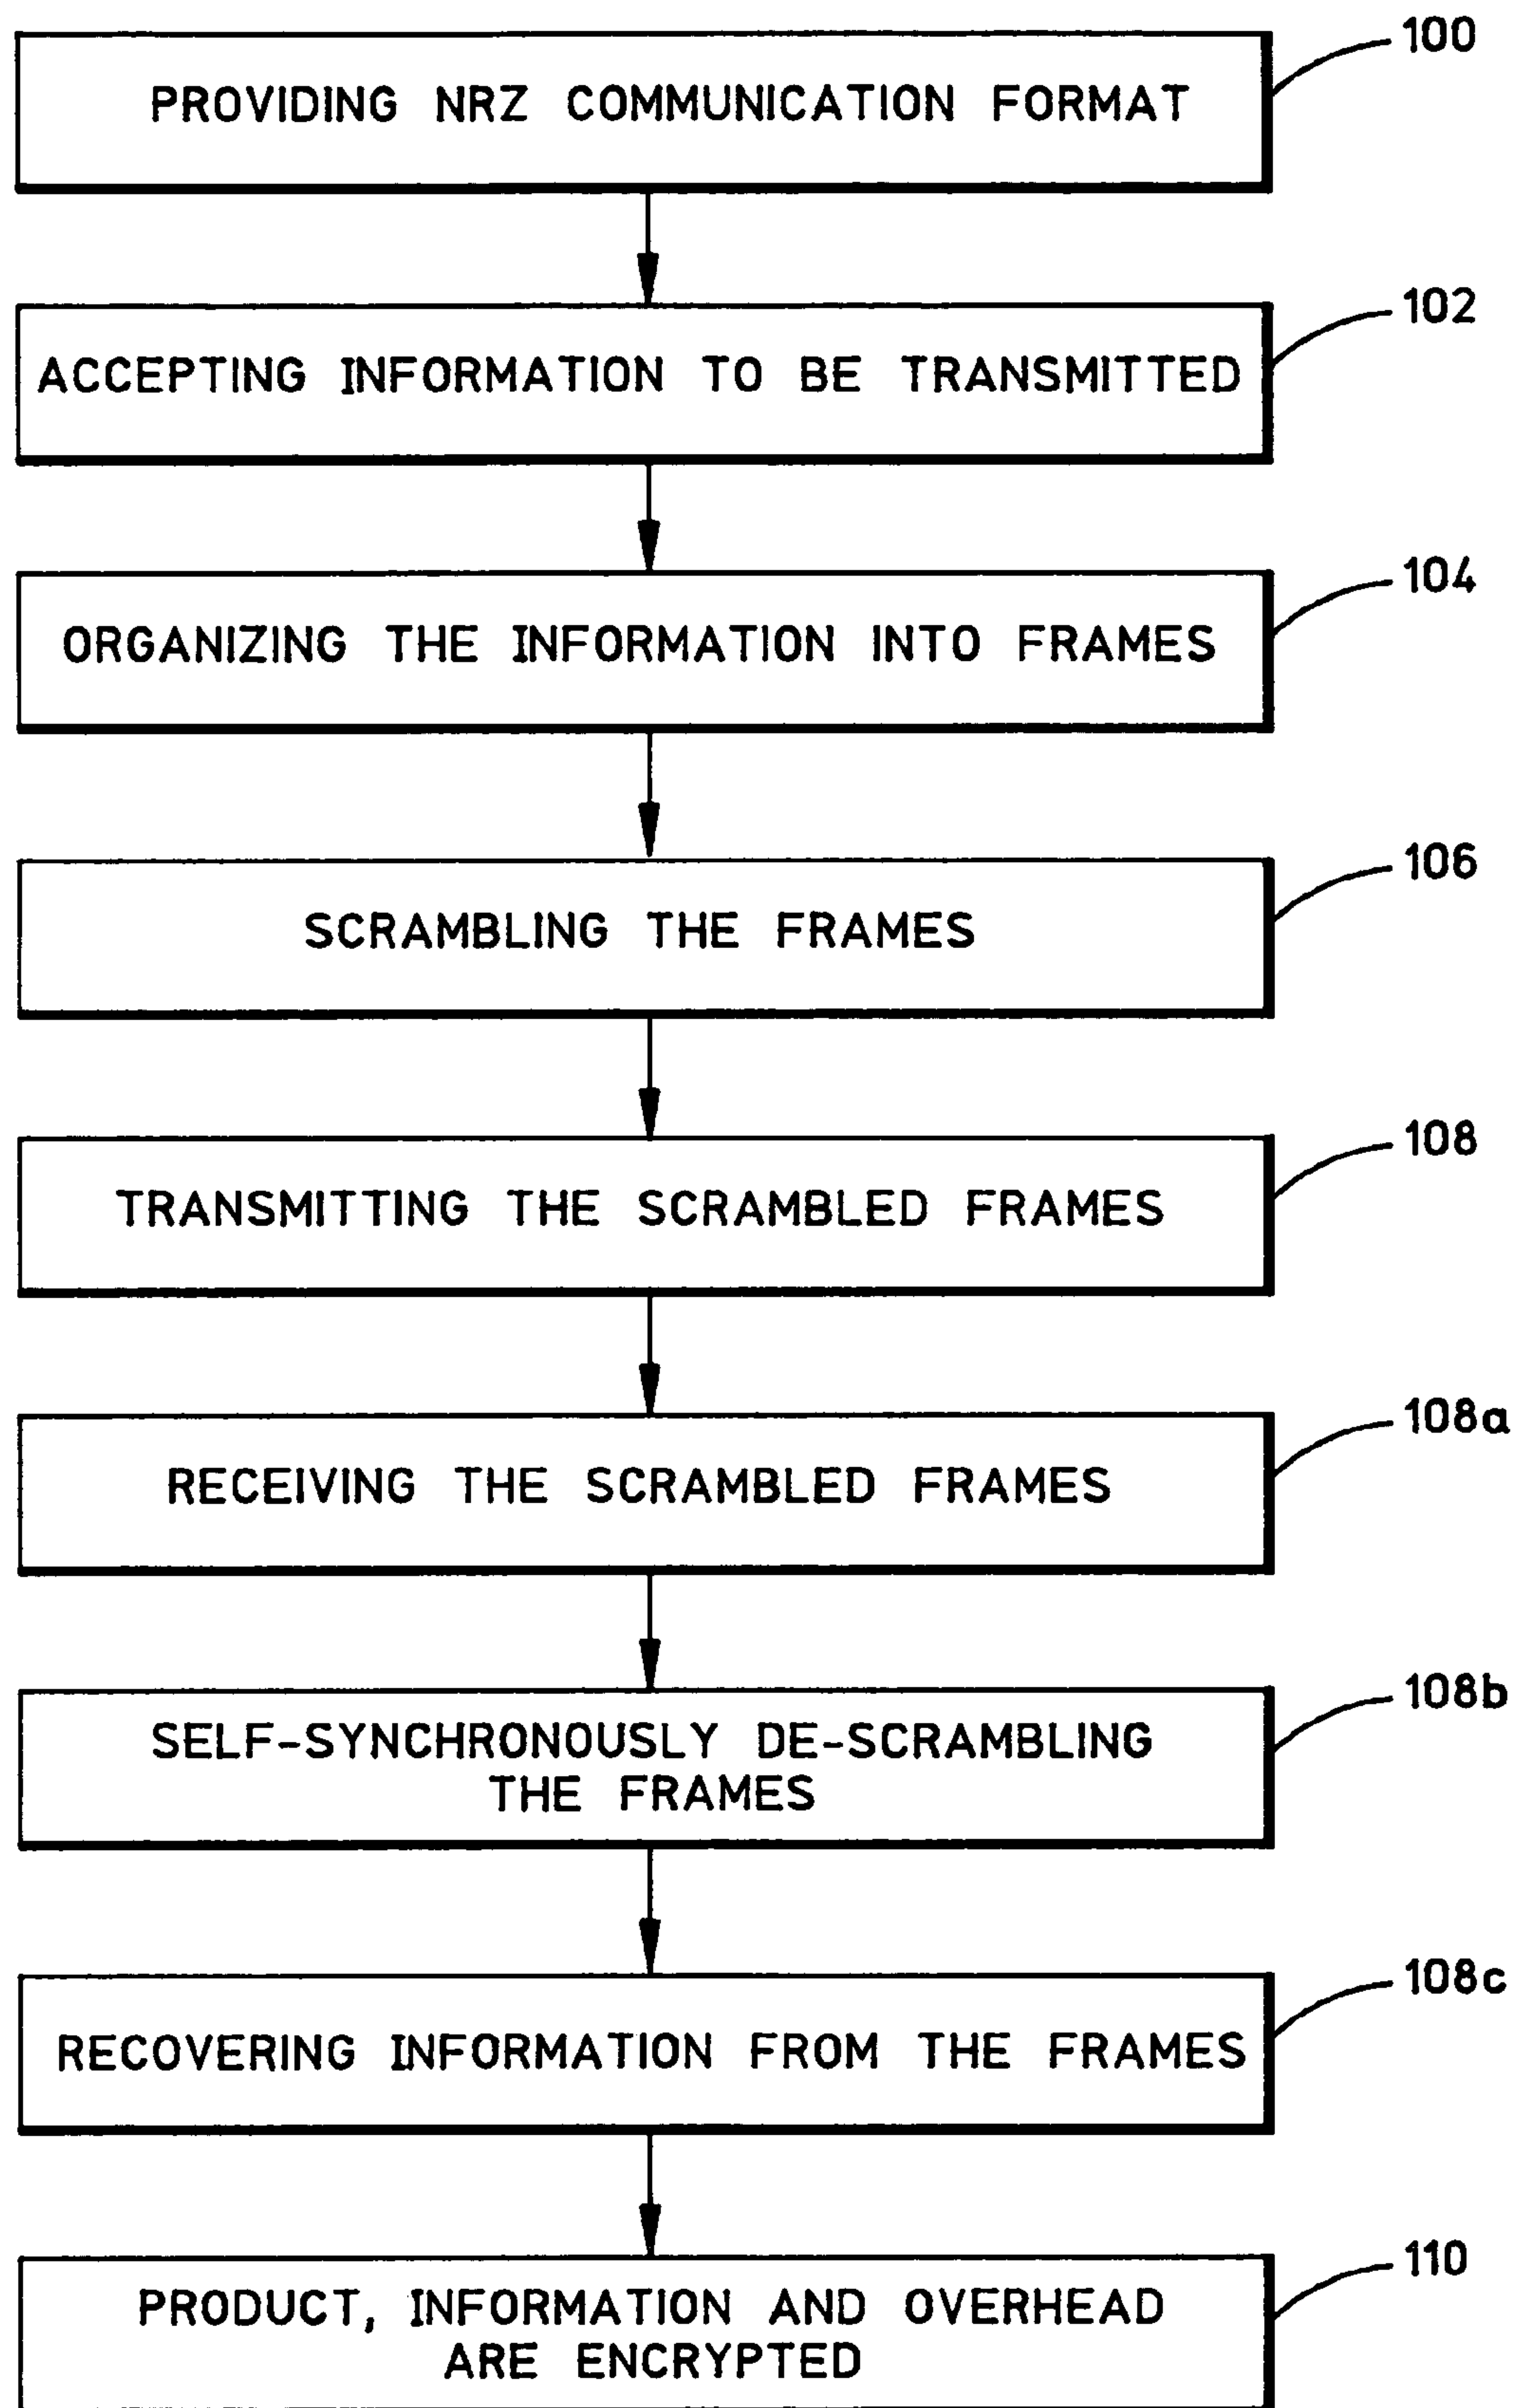 100
PROVIDING NRZ COMMUNICATION FORMAT
102
ACCEPTING INFORMATION TO BE TRANSMITTED
104
ORGANIZING THE INFORMATION INTO FRAMES
106
SCRAMBLING THE FRAMES
108
TRANSMITTING THE SCRAMBLED FRAMES
108a
RECEIVING THE SCRAMBLED FRAMES
108b
SELF-SYNCHRONOUSLY DE-SCRAMBLING
THE FRAMES
108c
RECOVERING INFORMATION FROM THE FRAMES
110
PRODUCT, INFORMATION AND OVERHEAD
ARE ENCRYPTED